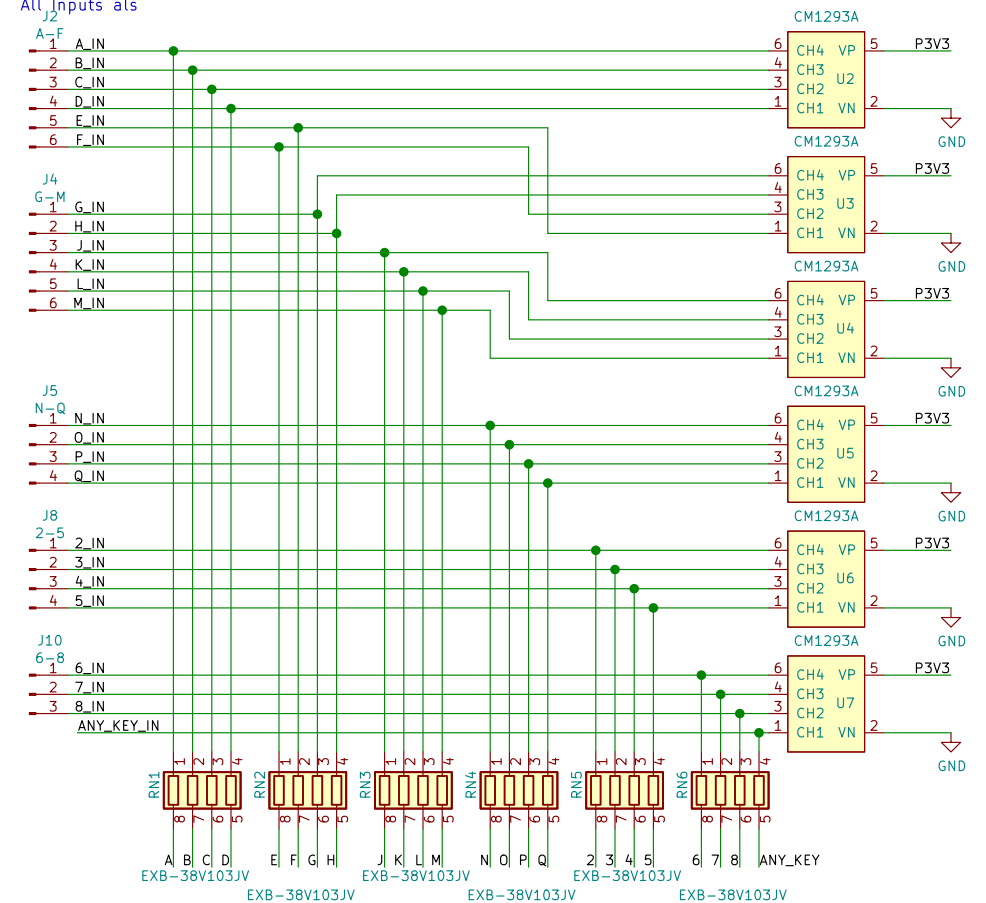 All Inputs als
J2
A-F
1 A_IN
2 B_IN
3 C_IN
4 D_IN
5 E_IN
6 F_IN
J4
G-M
1 G_IN
2 H_IN
3 J_IN
4 K_IN
5 L_IN
6 M_IN
J5
N-Q
1 N_IN
2 O_IN
3 P_IN
4 Q_IN
J8
2-5
1 2_IN
2 3_IN
3 4_IN
4 5_IN
J10
6-8
1 6_IN
2 7_IN
3 8_IN
ANY_KEY_IN
CM1293A
6 CH4 VP 5 P3V3
4 CH3
U2
3 CH2
1 CH1 VN 2
GND
CM1293A
6 CH4 VP 5 P3V3
4 CH3
U3
3 CH2
1 CH1 VN 2
GND
CM1293A
6 CH4 VP 5 P3V3
4 CH3
U4
3 CH2
1 CH1 VN 2
GND
CM1293A
6 CH4 VP 5 P3V3
4 CH3
U5
3 CH2
1 CH1 VN 2
GND
CM1293A
6 CH4 VP 5 P3V3
4 CH3
U6
3 CH2
1 CH1 VN 2
GND
CM1293A
6 CH4 VP 5 P3V3
4 CH3
U7
3 CH2
1 CH1 VN 2
GND
RN1
1 2 3 4
8 7 6 5
A B C D
EXB-38V103JV
RN2
1 2 3 4
8 7 6 5
E F G H
EXB-38V103JV
RN3
1 2 3 4
8 7 6 5
J K L M
EXB-38V103JV
RN4
1 2 3 4
8 7 6 5
N O P Q
EXB-38V103JV
RN5
1 2 3 4
8 7 6 5
2 3 4 5
EXB-38V103JV
RN6
1 2 3 4
8 7 6 5
6 7 8 ANY_KEY
EXB-38V103JV